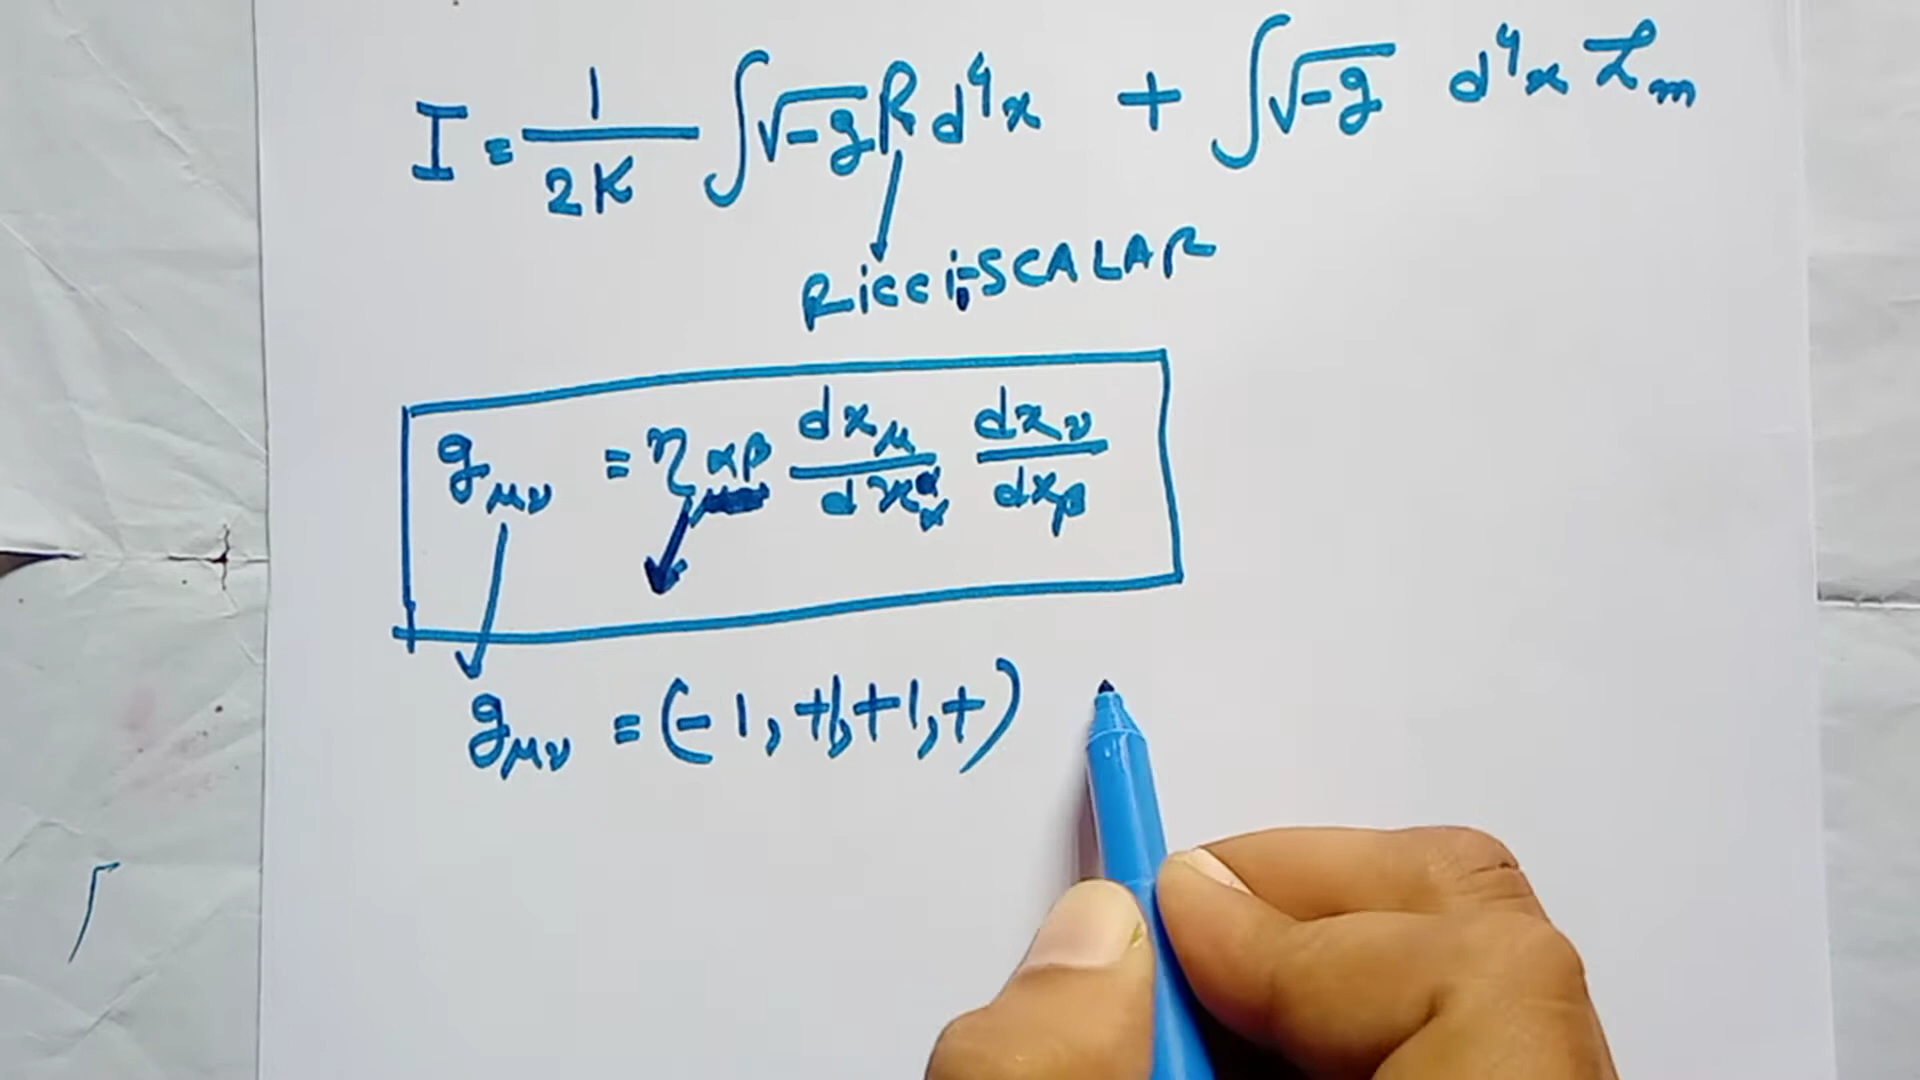 I = 1/2K ∫√-g R d⁴x + ∫√-g d⁴x ℒm
Ricci-SCALAR
gμν = ηαβ dxμ/dxα dxν/dxβ
gμν = (-1, +1, +1, +)